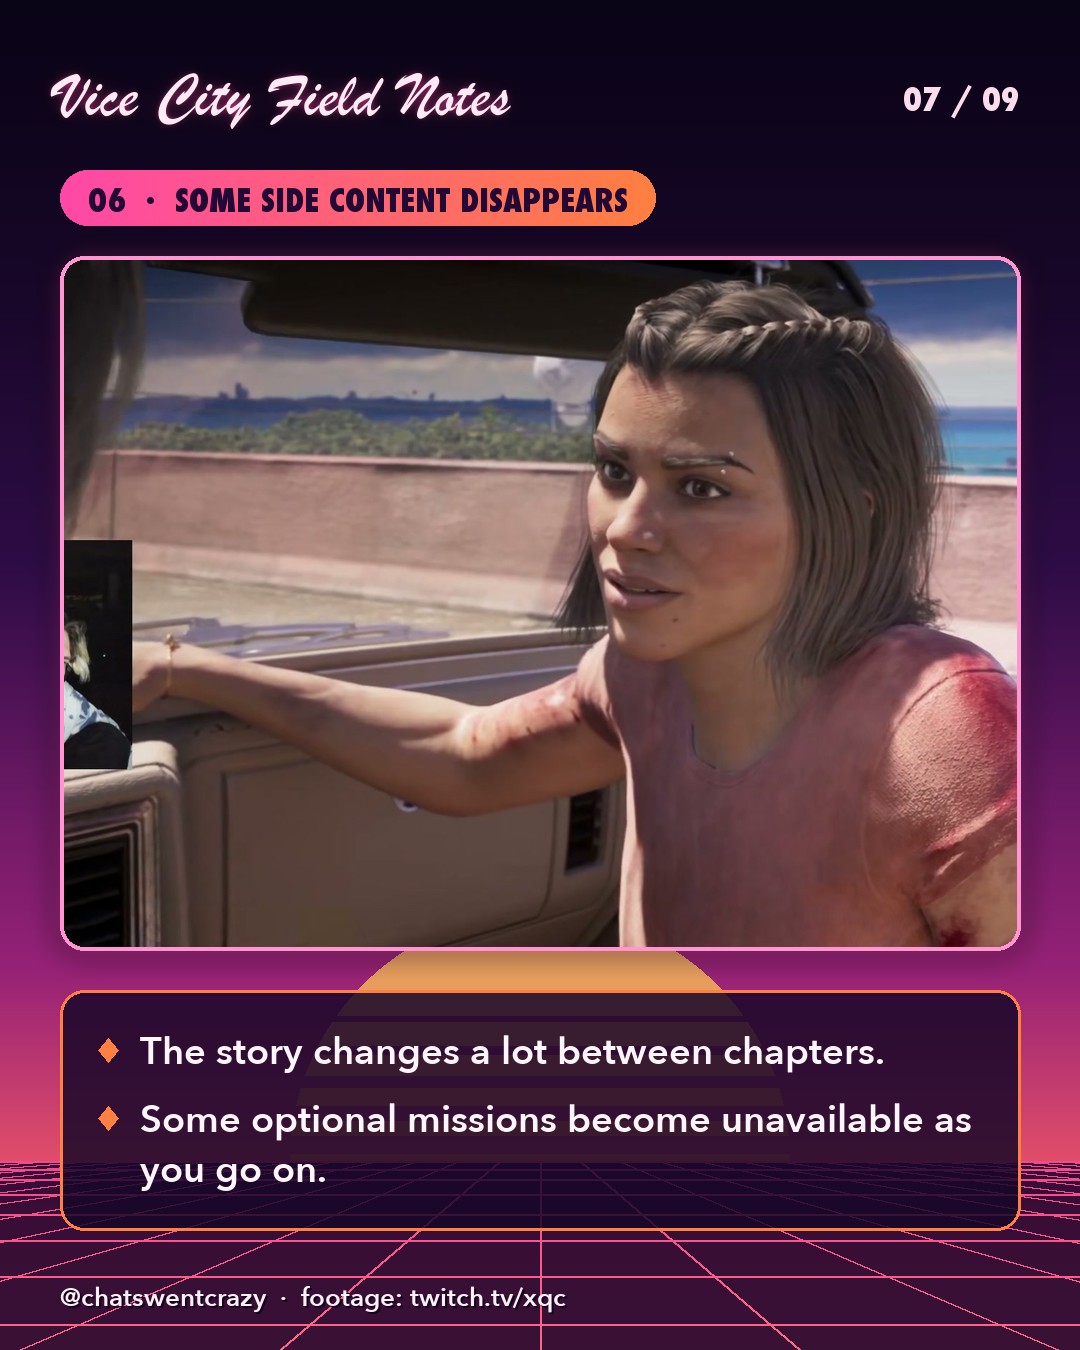 Vice City Field Notes
07 / 09
06 · SOME SIDE CONTENT DISAPPEARS
The story changes a lot between chapters.
Some optional missions become unavailable as
you go on.
@chatswentcrazy · footage: twitch.tv/xqc